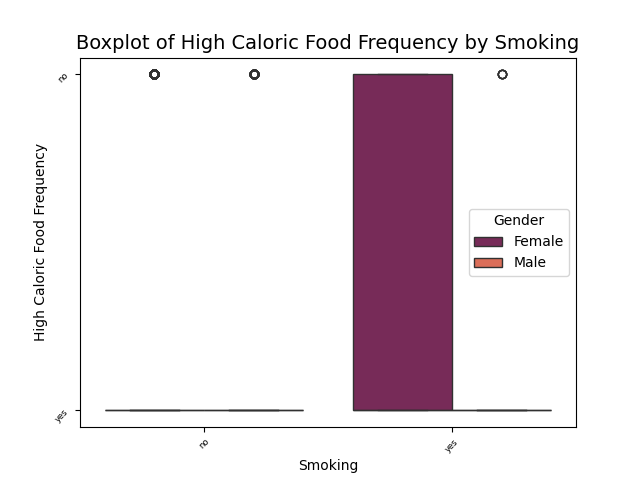 Boxplot of High Caloric Food Frequency by Smoking
no
High Caloric Food Frequency
Gender
Female
Male
yes
no
yes
Smoking